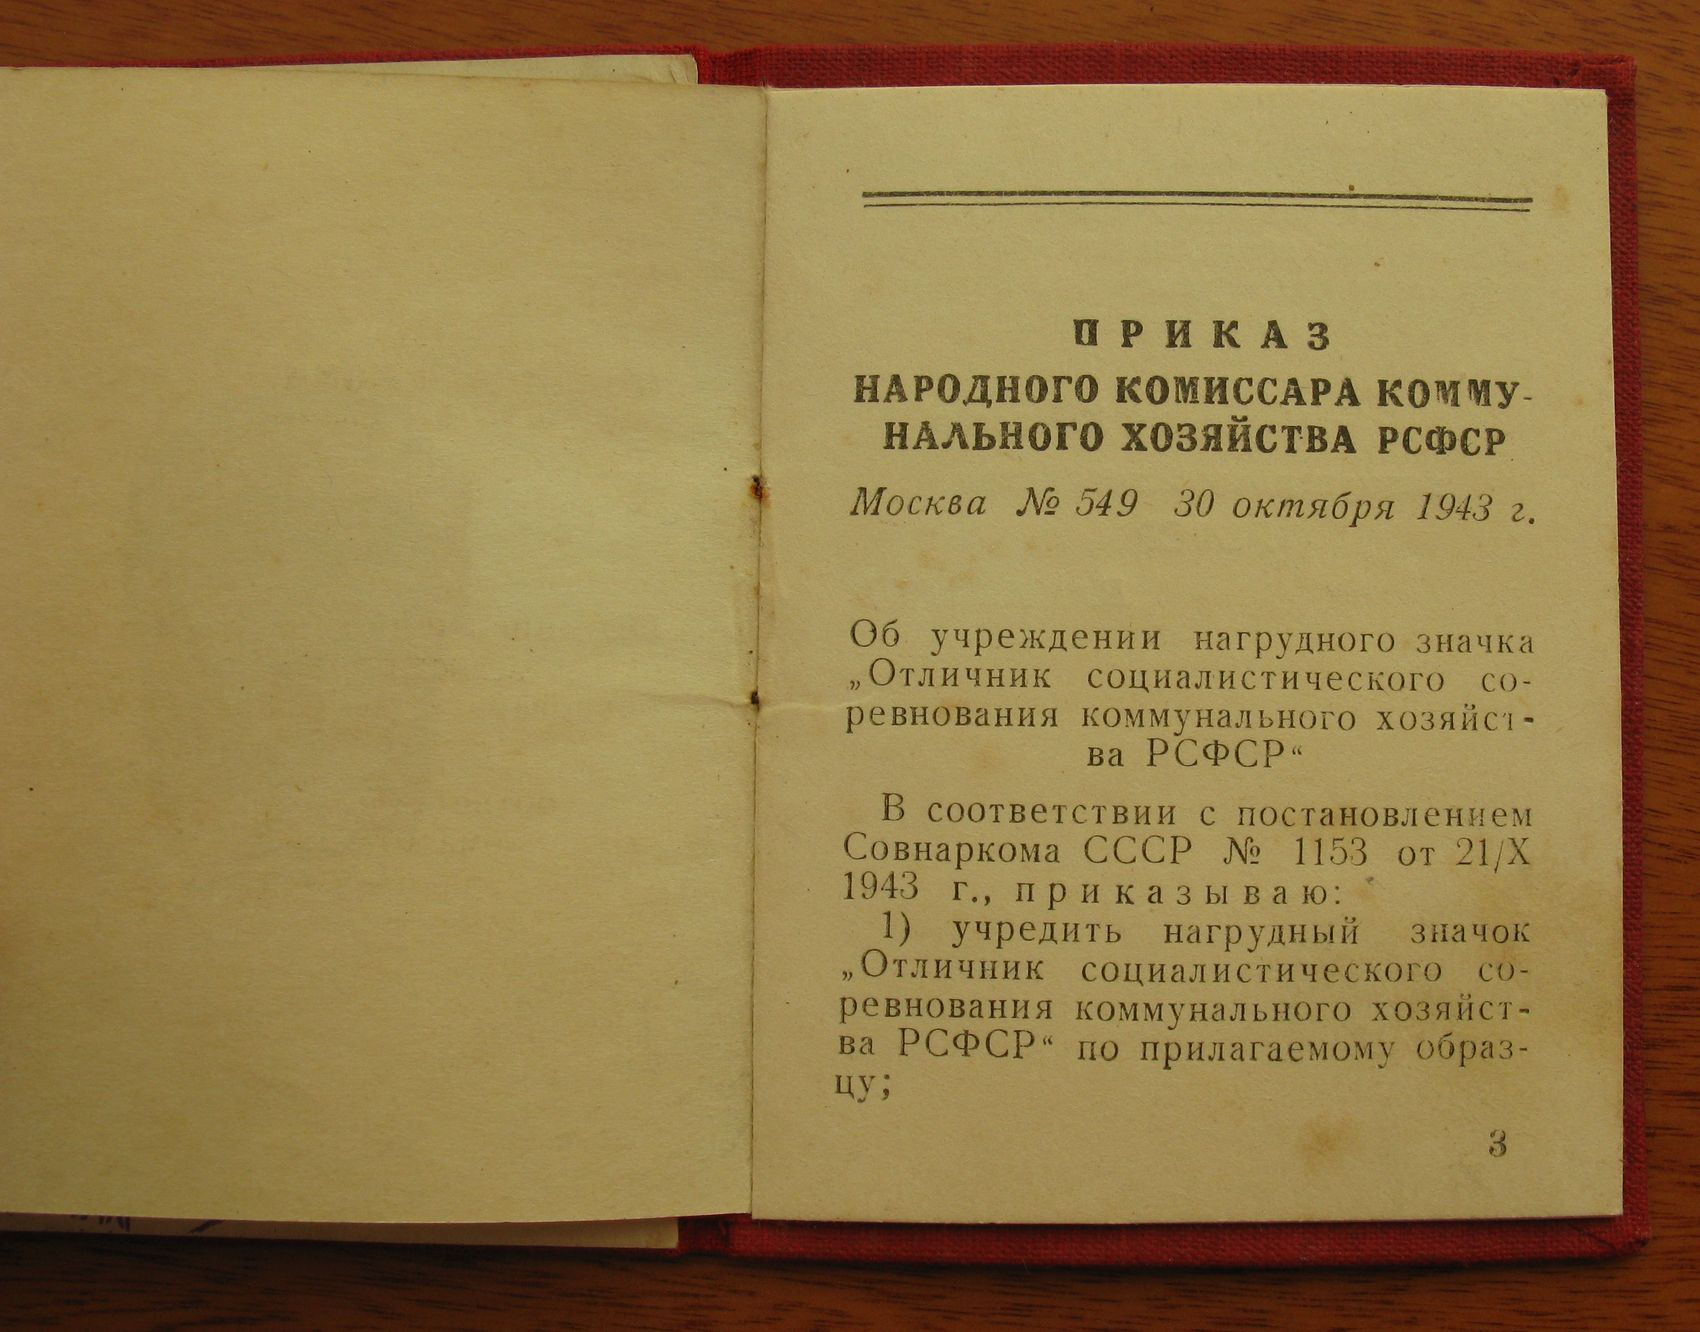 ПРИКАЗ
НАРОДНОГО КОМИССАРА КОММУ-
НАЛЬНОГО ХОЗЯЙСТВА РСФСР
Москва № 549 30 октября 1943 г.
Об учреждении нагрудного значка
„Отличник социалистического со-
ревнования коммунального хозяйст-
ва РСФСР“
В соответствии с постановлением
Совнаркома СССР № 1153 от 21/X
1943 г., приказываю:
1) учредить нагрудный значок
„Отличник социалистического со-
ревнования коммунального хозяйст-
ва РСФСР“ по прилагаемому образ-
цу;
3